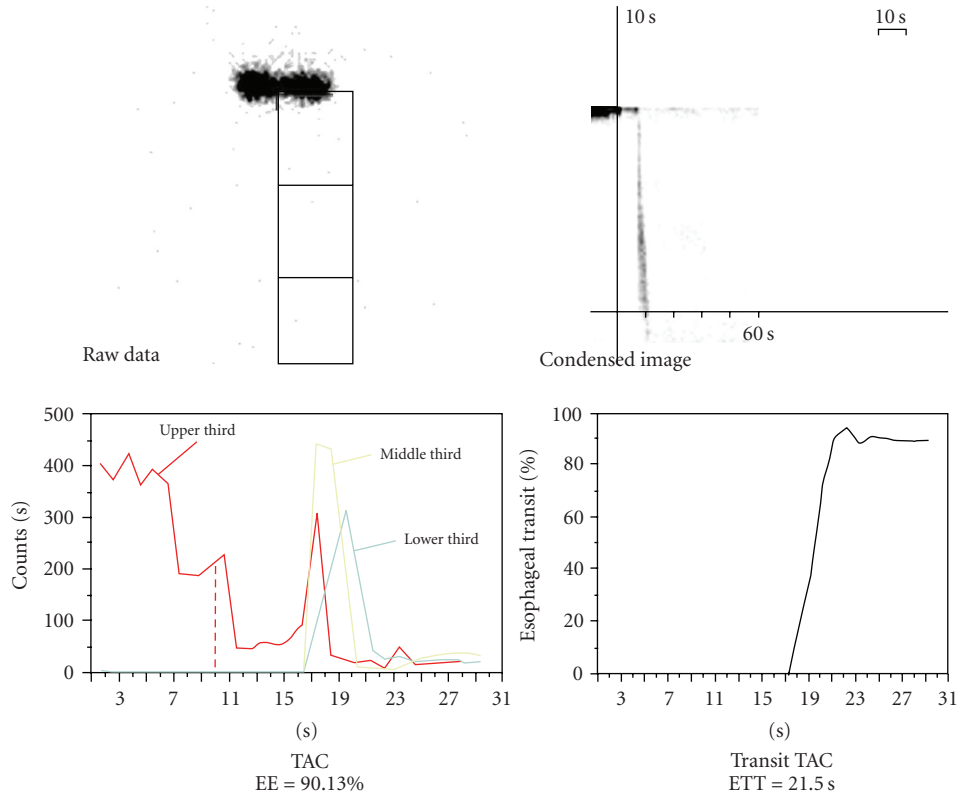 10 s
10 s
Raw data
60 s
Condensed image
500
400
300
200
100
0
Counts (s)
Upper third
Middle third
Lower third
3 7 11 15 19 23 27 31
(s)
TAC
EE = 90.13%
100
80
60
40
20
0
Esophageal transit (%)
3 7 11 15 19 23 27 31
(s)
Transit TAC
ETT = 21.5 s